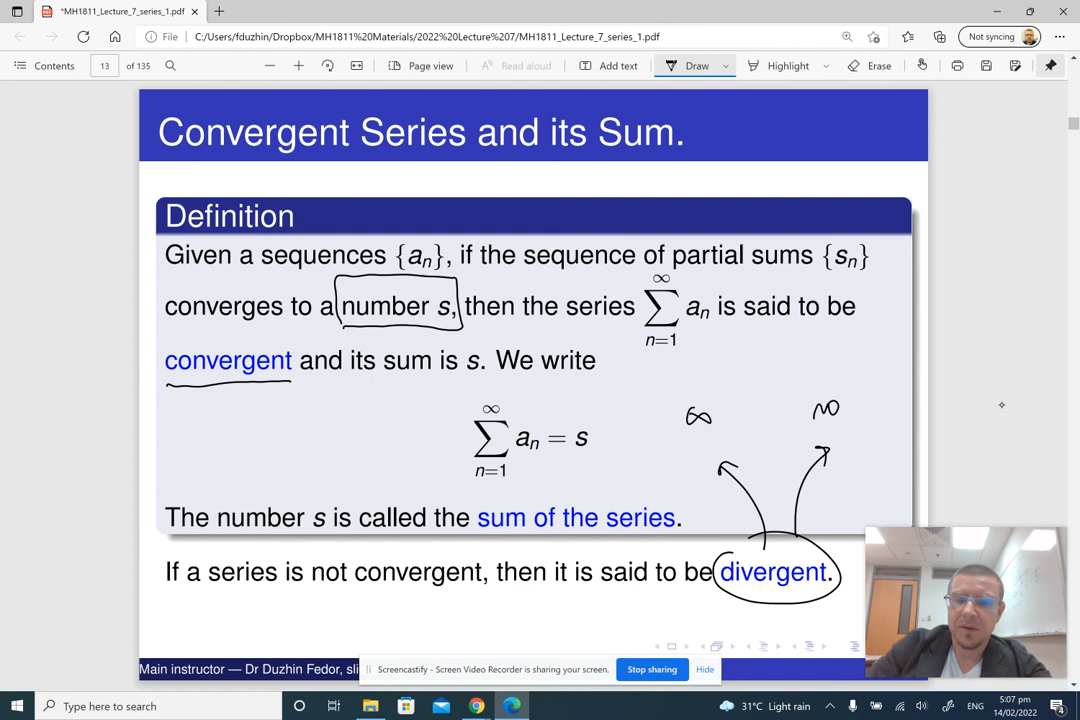 *MH1811_Lecture_7_series_1.pdf
File C:/Users/fduzhin/Dropbox/MH1811%20Materials/2022%20Lecture%207/MH1811_Lecture_7_series_1.pdf Not syncing
Contents 13 of 135 Page view Read aloud Add text Draw Highlight Erase
Convergent Series and its Sum.
Definition
Given a sequences {aₙ}, if the sequence of partial sums {sₙ}
converges to a number s, then the series ∑_{n=1}^{∞} aₙ is said to be
convergent and its sum is s. We write
∞ no
∑_{n=1}^{∞} aₙ = s
The number s is called the sum of the series.
If a series is not convergent, then it is said to be divergent.
Main instructor — Dr Duzhin Fedor, sli
Screencastify - Screen Video Recorder is sharing your screen. Stop sharing Hide
Type here to search 31°C Light rain ENG 5:07 pm
14/02/2022 4